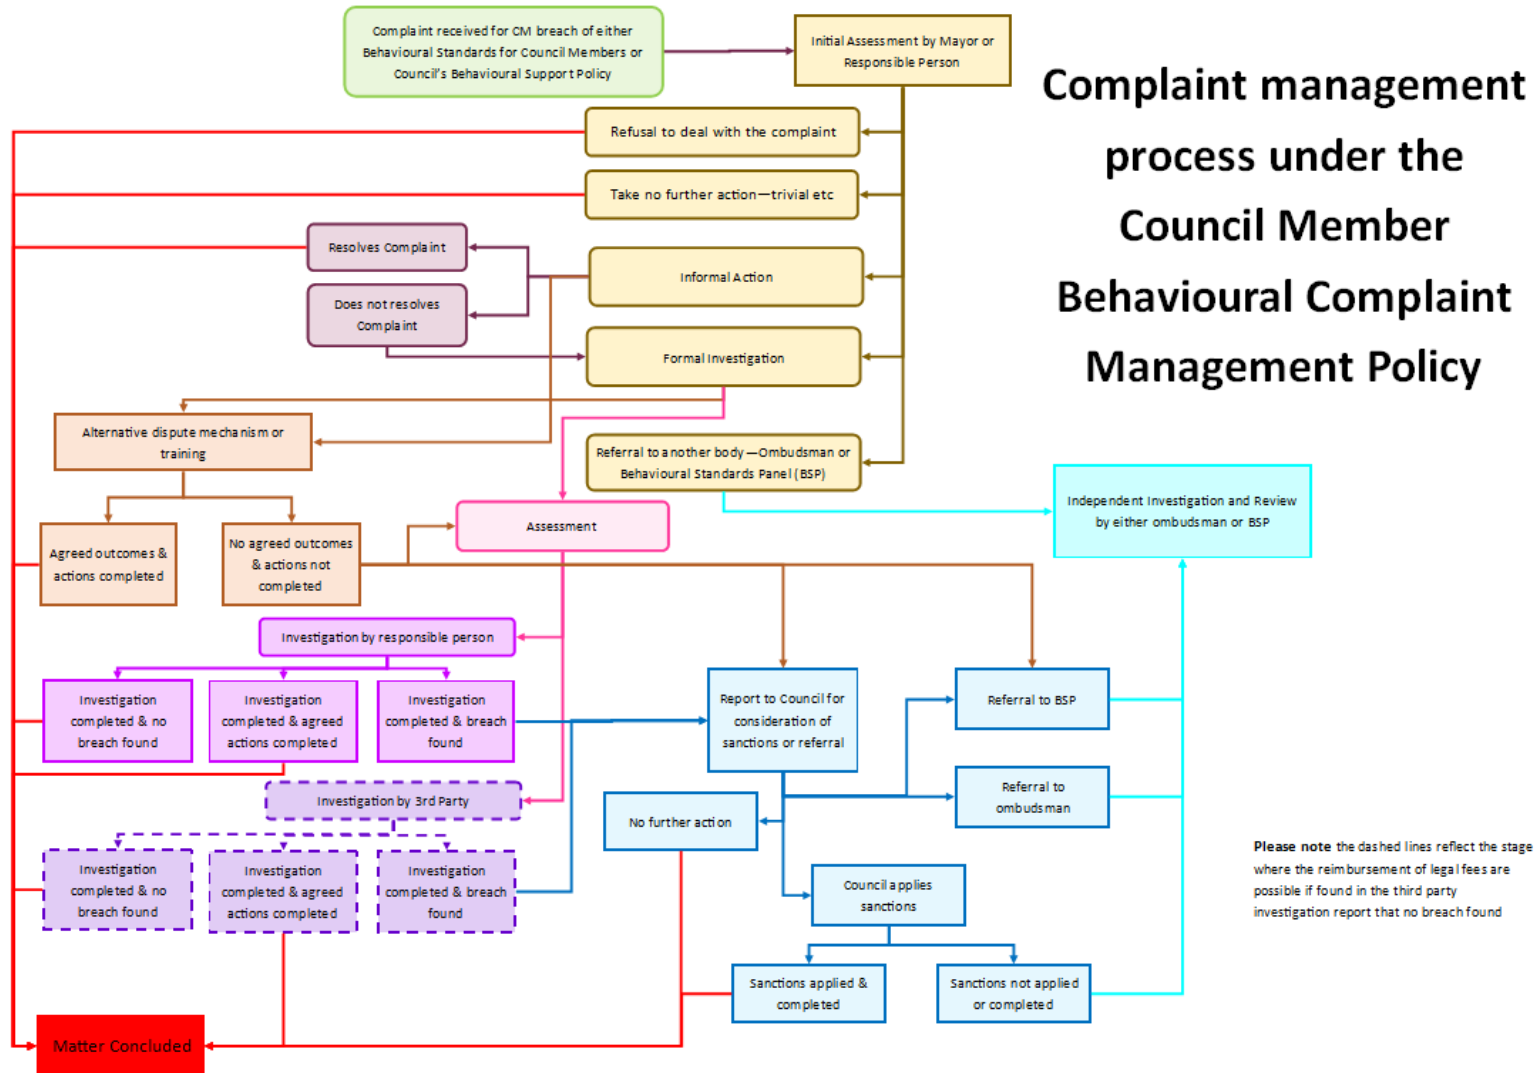 Complaint received for CM breach of either
Behavioural Standards for Council Members or
Council's Behavioural Support Policy
Initial Assessment by Mayor or
Responsible Person
Complaint management
process under the
Council Member
Behavioural Complaint
Management Policy
Refusal to deal with the complaint
Take no further action—trivial etc
Resolves Complaint
Informal Action
Does not resolves
Complaint
Formal Investigation
Alternative dispute mechanism or
training
Referral to another body —Ombudsman or
Behavioural Standards Panel (BSP)
Independent Investigation and Review
by either ombudsman or BSP
Assessment
Agreed outcomes &
actions completed
No agreed outcomes
& actions not
completed
Investigation by responsible person
Investigation
completed & no
breach found
Investigation
completed & agreed
actions completed
Investigation
completed & breach
found
Report to Council for
consideration of
sanctions or referral
Referral to BSP
Referral to
ombudsman
Investigation by 3rd Party
No further action
Investigation
completed & no
breach found
Investigation
completed & agreed
actions completed
Investigation
completed & breach
found
Council applies
sanctions
Please note the dashed lines reflect the stage
where the reimbursement of legal fees are
possible if found in the third party
investigation report that no breach found
Sanctions applied &
completed
Sanctions not applied
or completed
Matter Concluded